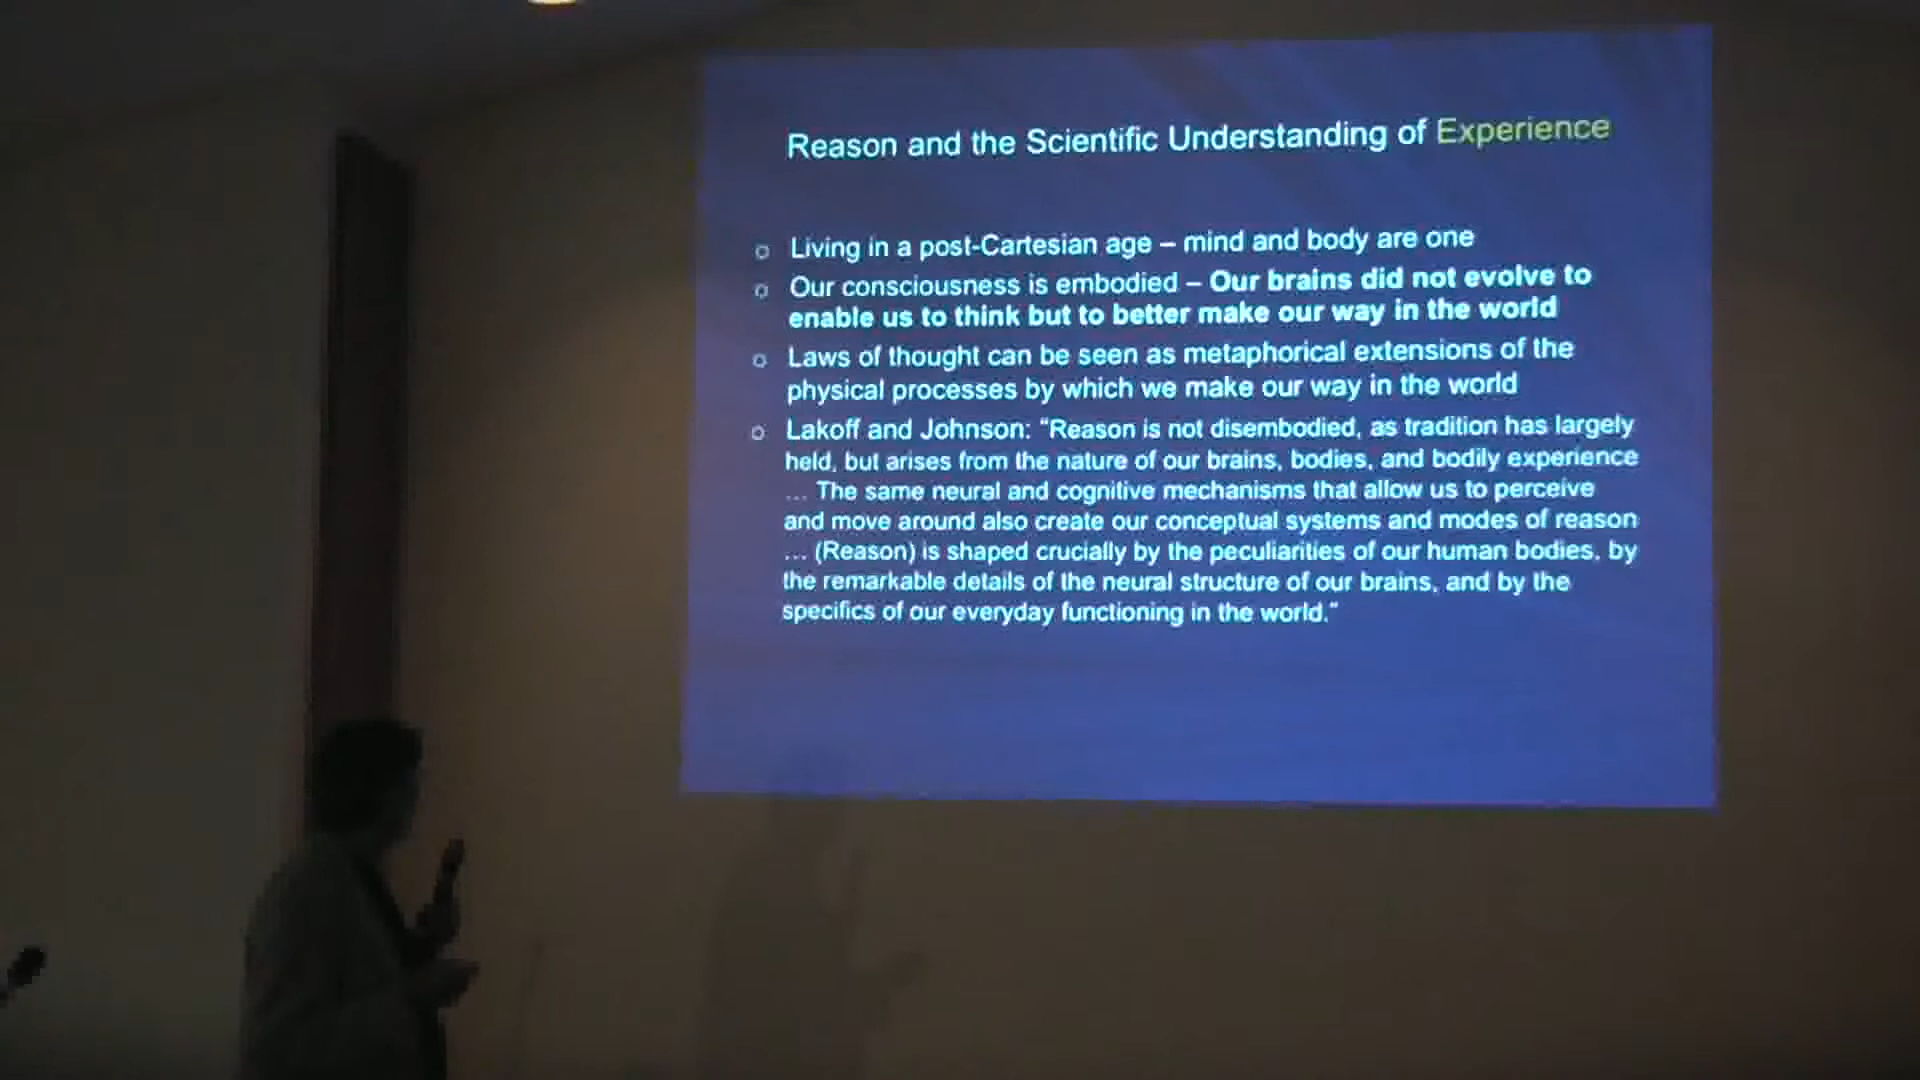 Reason and the Scientific Understanding of Experience
o Living in a post-Cartesian age – mind and body are one
o Our consciousness is embodied – Our brains did not evolve to
enable us to think but to better make our way in the world
o Laws of thought can be seen as metaphorical extensions of the
physical processes by which we make our way in the world
o Lakoff and Johnson: “Reason is not disembodied, as tradition has largely
held, but arises from the nature of our brains, bodies, and bodily experience
... The same neural and cognitive mechanisms that allow us to perceive
and move around also create our conceptual systems and modes of reason
... (Reason) is shaped crucially by the peculiarities of our human bodies, by
the remarkable details of the neural structure of our brains, and by the
specifics of our everyday functioning in the world.”